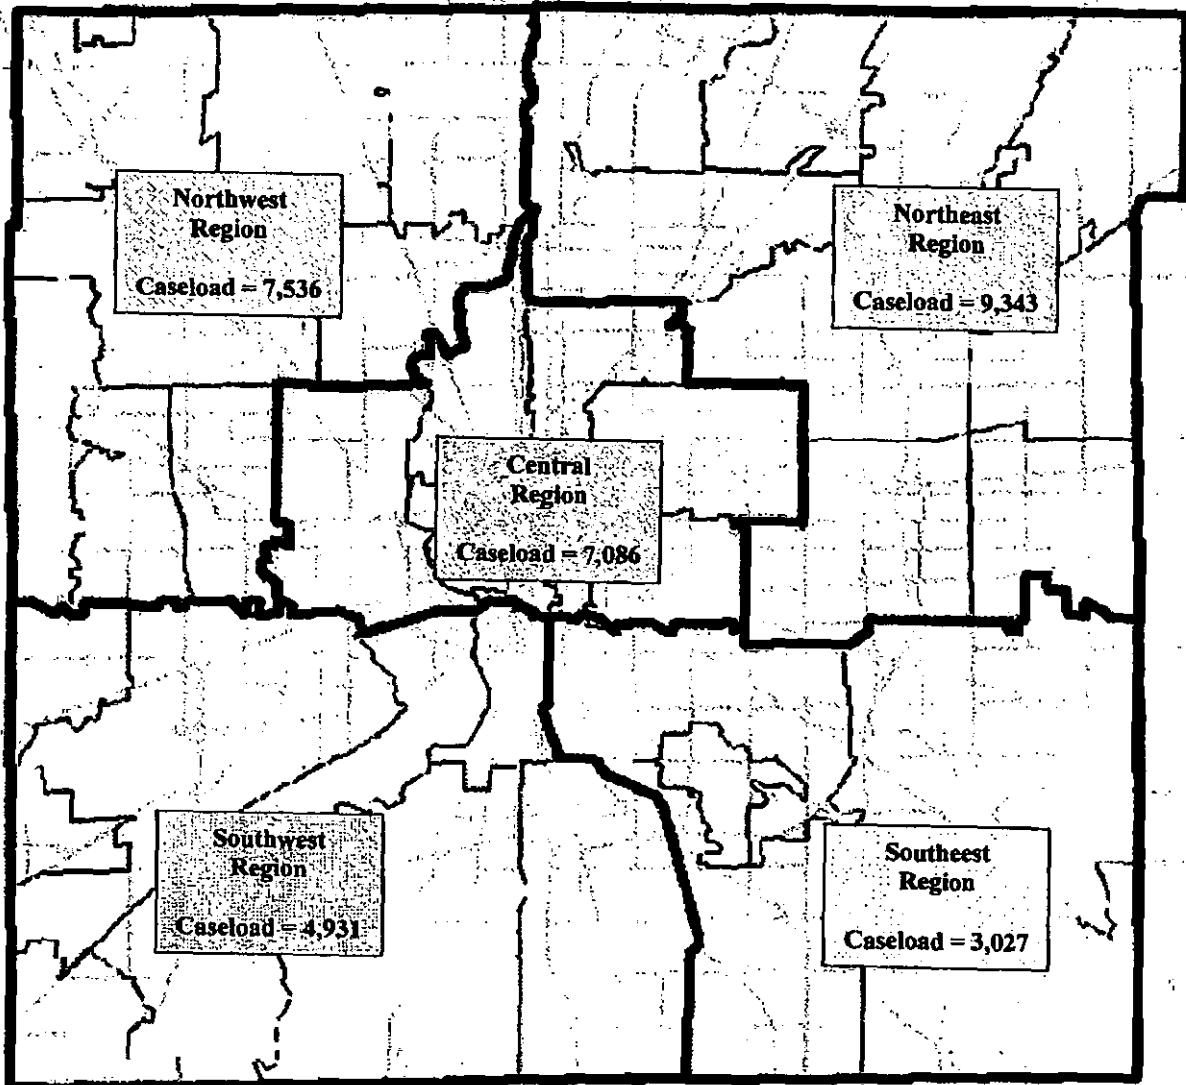 Northwest
Region
Caseload = 7,536
Northeast
Region
Caseload = 9,343
Central
Region
Caseload = 7,086
Southwest
Region
Caseload = 4,931
Southeest
Region
Caseload = 3,027